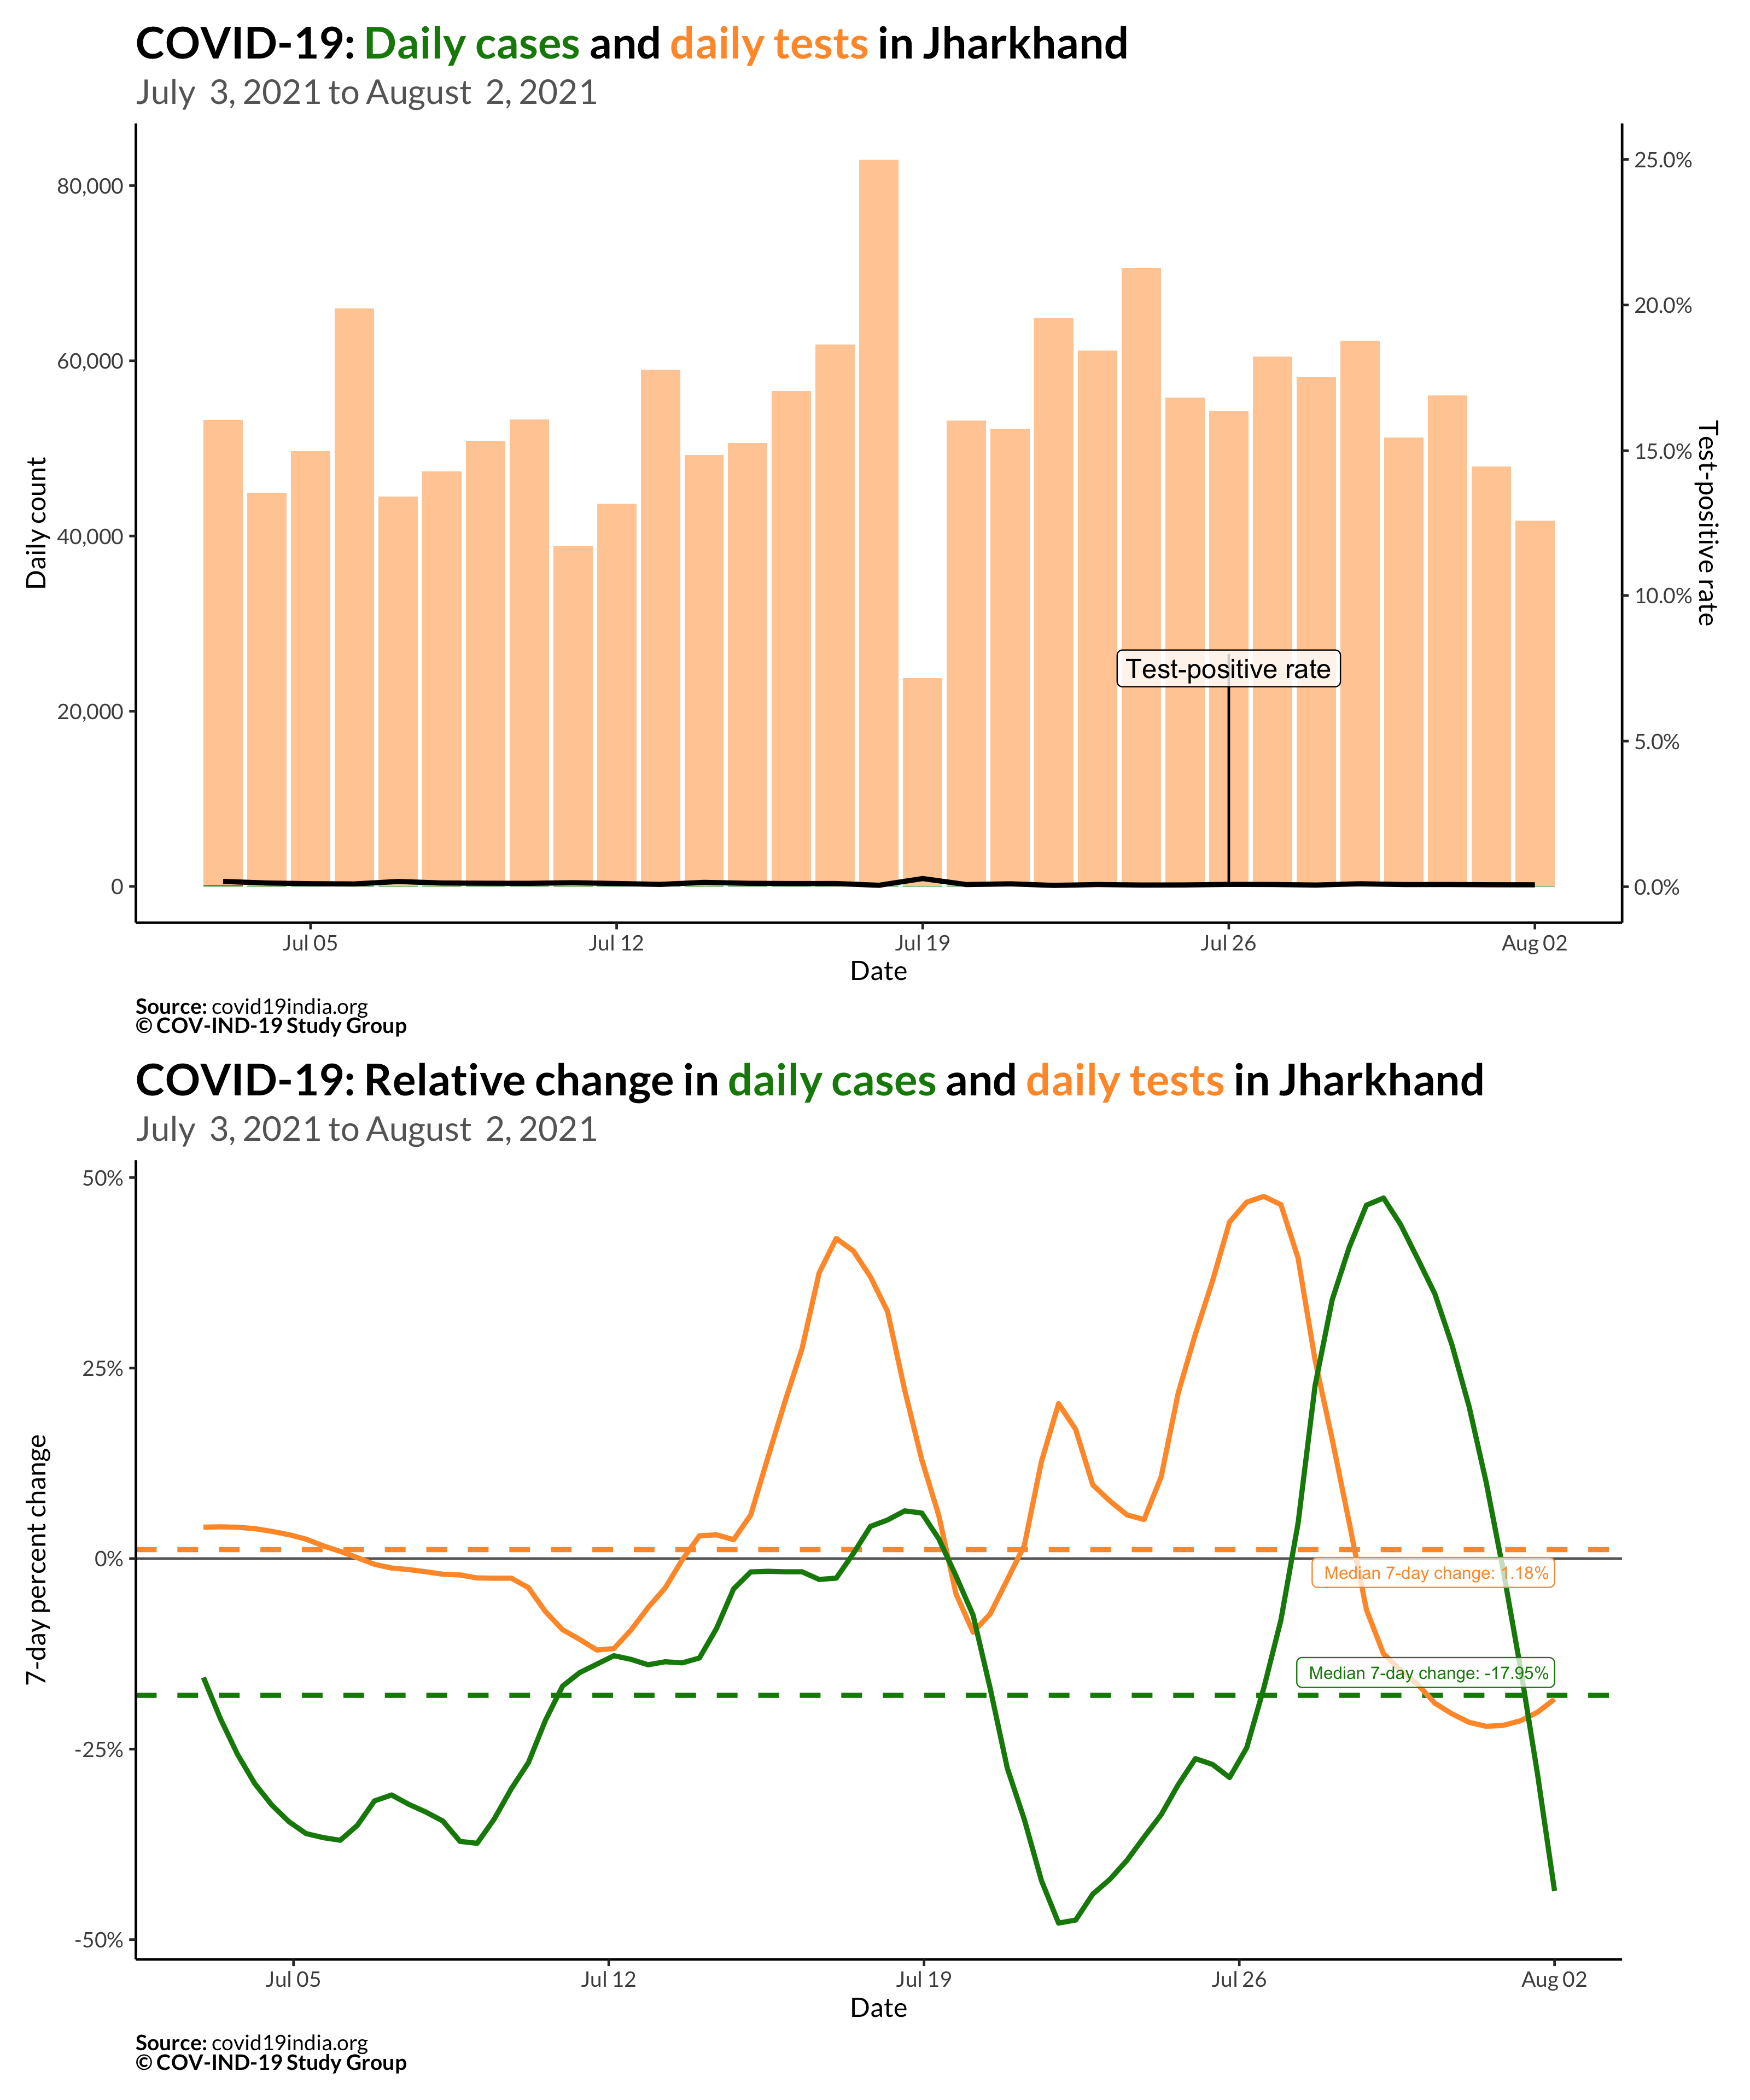 COVID-19: Daily cases and daily tests in Jharkhand
July  3, 2021 to August  2, 2021
80,000
60,000
40,000
20,000
0
Daily count
25.0%
20.0%
15.0%
10.0%
5.0%
0.0%
Test-positive rate
Test-positive rate
Jul 05
Jul 12
Jul 19
Jul 26
Aug 02
Date
Source: covid19india.org
© COV-IND-19 Study Group
COVID-19: Relative change in daily cases and daily tests in Jharkhand
July  3, 2021 to August  2, 2021
50%
25%
0%
-25%
-50%
7-day percent change
Median 7-day change: 1.18%
Median 7-day change: -17.95%
Jul 05
Jul 12
Jul 19
Jul 26
Aug 02
Date
Source: covid19india.org
© COV-IND-19 Study Group